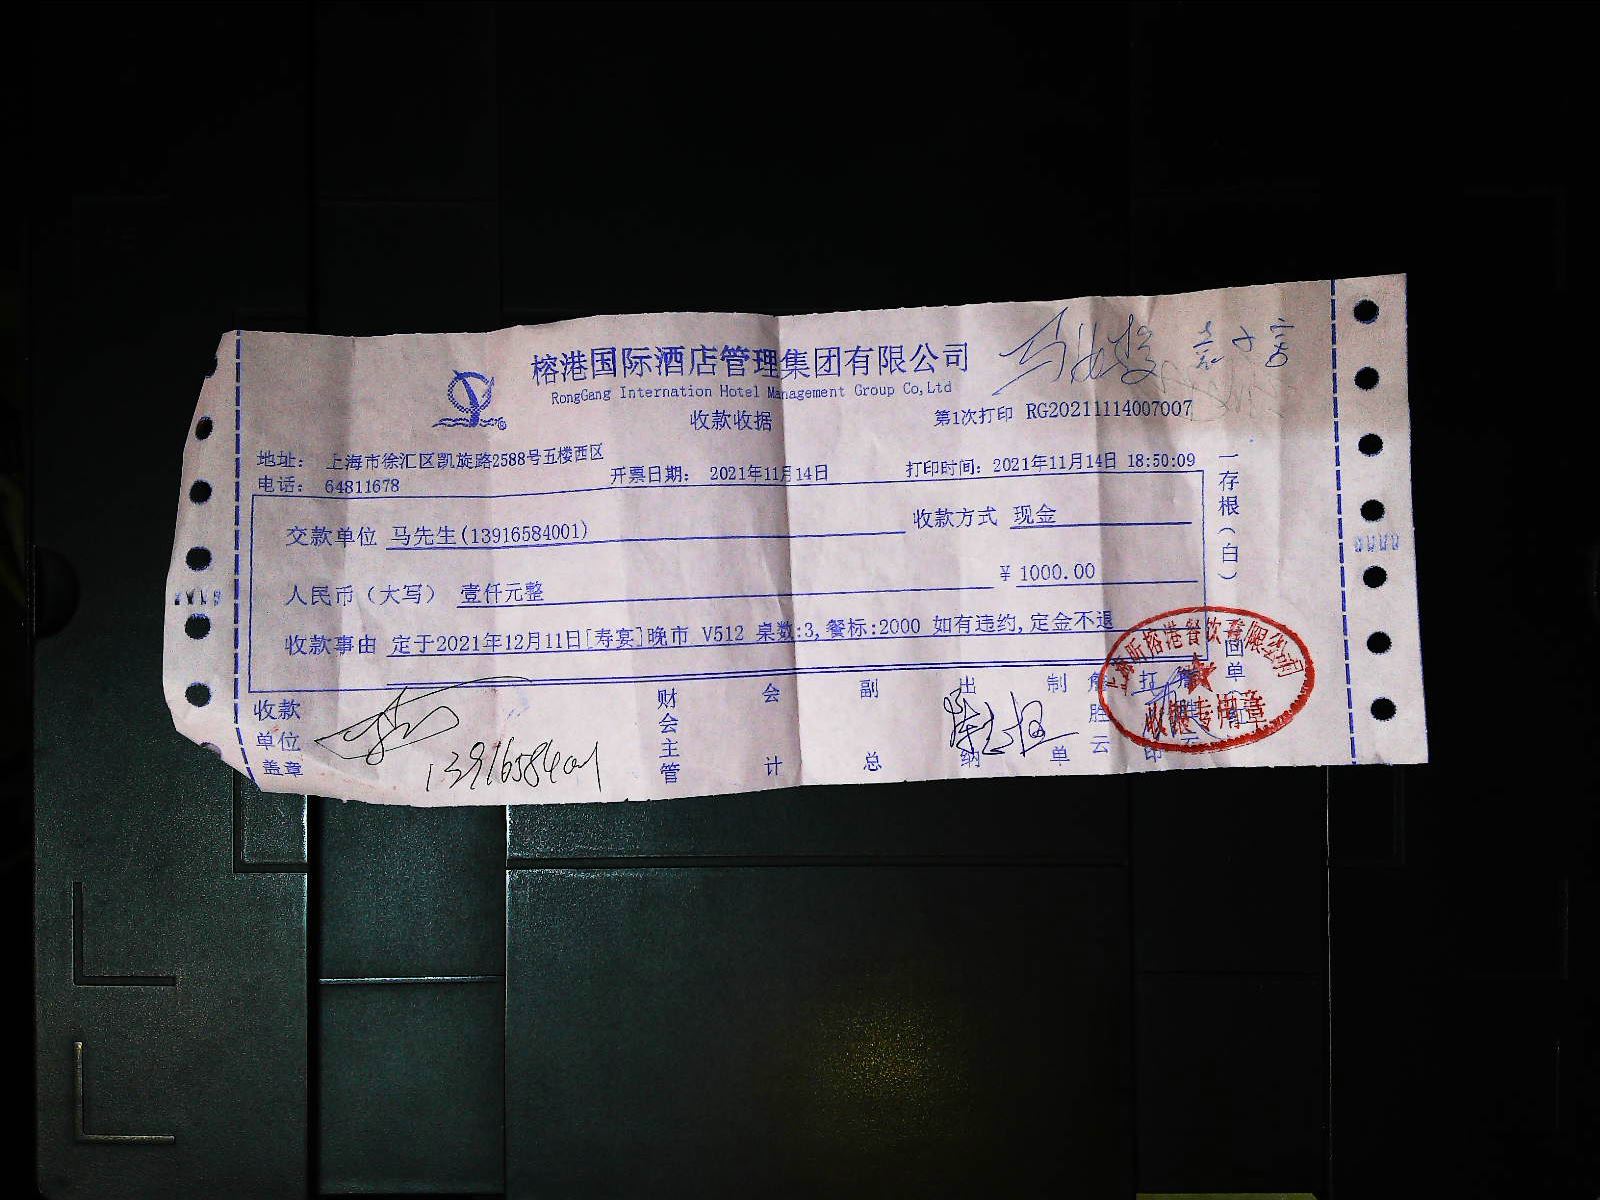 榕港国际酒店管理集团有限公司
RongGang Internation Hotel Management Group Co,Ltd
收款收据
第1次打印 RG20211114007007
地址： 上海市徐汇区凯旋路2588号五楼西区
电话： 64811678
开票日期： 2021年11月14日
打印时间：2021年11月14日 18:50:09
交款单位 马先生(13916584001)
收款方式 现金
人民币（大写） 壹仟元整
￥1000.00
收款事由 定于2021年12月11日[寿宴]晚市 V512 桌数:3,餐标:2000 如有违约,定金不退
一存根(白)
回单
收款单位盖章
13916584001
财会主管
会计
副总
出纳
制单
胜云
打印
收银专用章